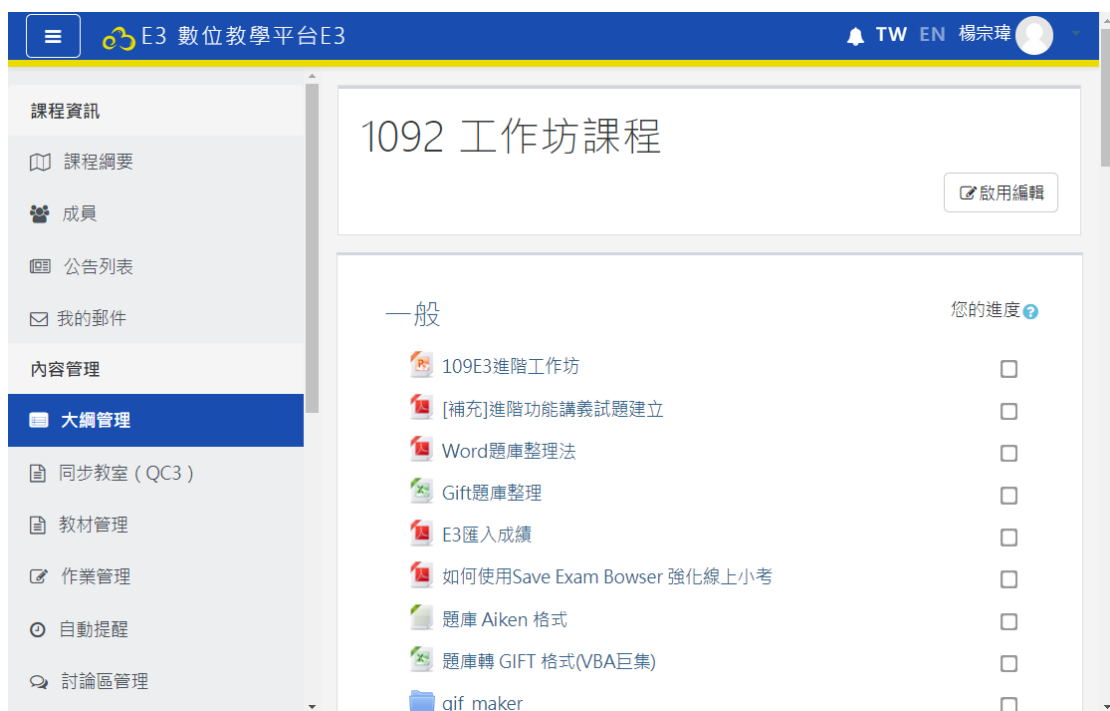 E3 數位教學平台E3
TW EN 楊宗瑋
課程資訊
課程綱要
成員
公告列表
我的郵件
內容管理
大綱管理
同步教室（QC3）
教材管理
作業管理
自動提醒
討論區管理
1092 工作坊課程
啟用編輯
一般
您的進度
109E3進階工作坊
[補充]進階功能講義試題建立
Word題庫整理法
Gift題庫整理
E3匯入成績
如何使用Save Exam Bowser 強化線上小考
題庫 Aiken 格式
題庫轉 GIFT 格式(VBA巨集)
gif maker